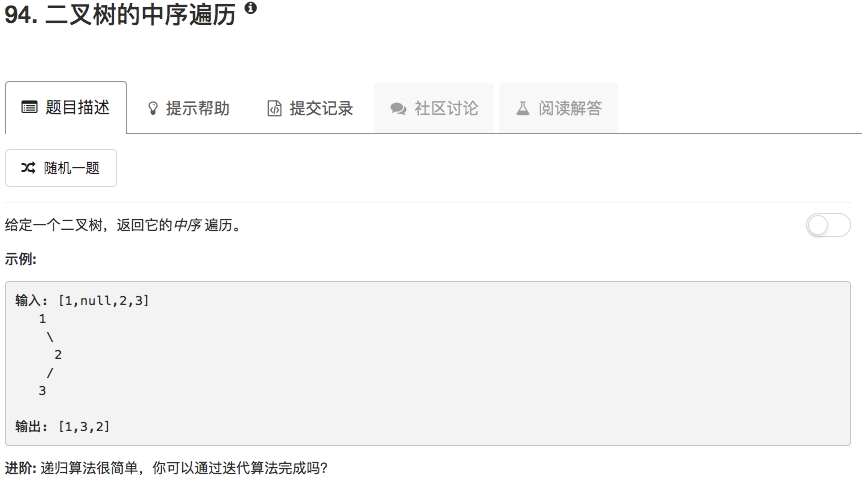 94. 二叉树的中序遍历
题目描述 提示帮助 提交记录 社区讨论 阅读解答
随机一题
给定一个二叉树，返回它的中序 遍历。
示例:
输入: [1,null,2,3]
   1
    \
     2
    /
   3
输出: [1,3,2]
进阶: 递归算法很简单，你可以通过迭代算法完成吗？